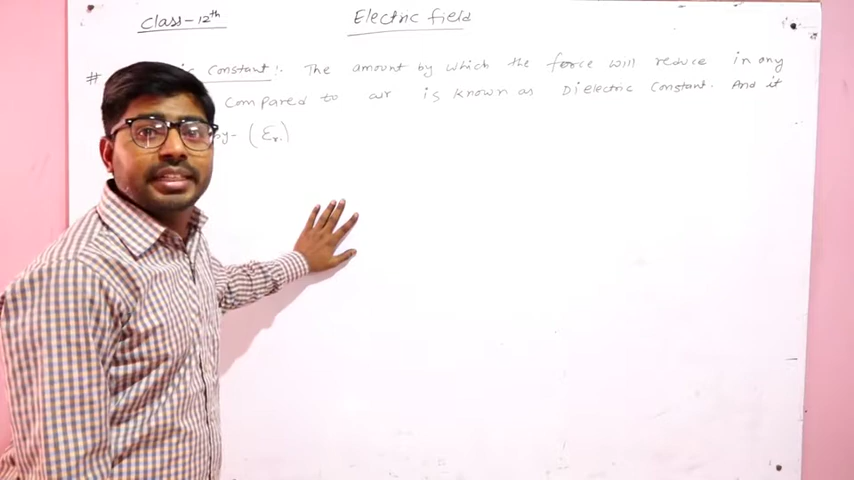 Class-12th
Electric field
# ic Constant :- The amount by which the force will reduce in any
Compared to air is known as Dielectric Constant. And it
by- (εr.)